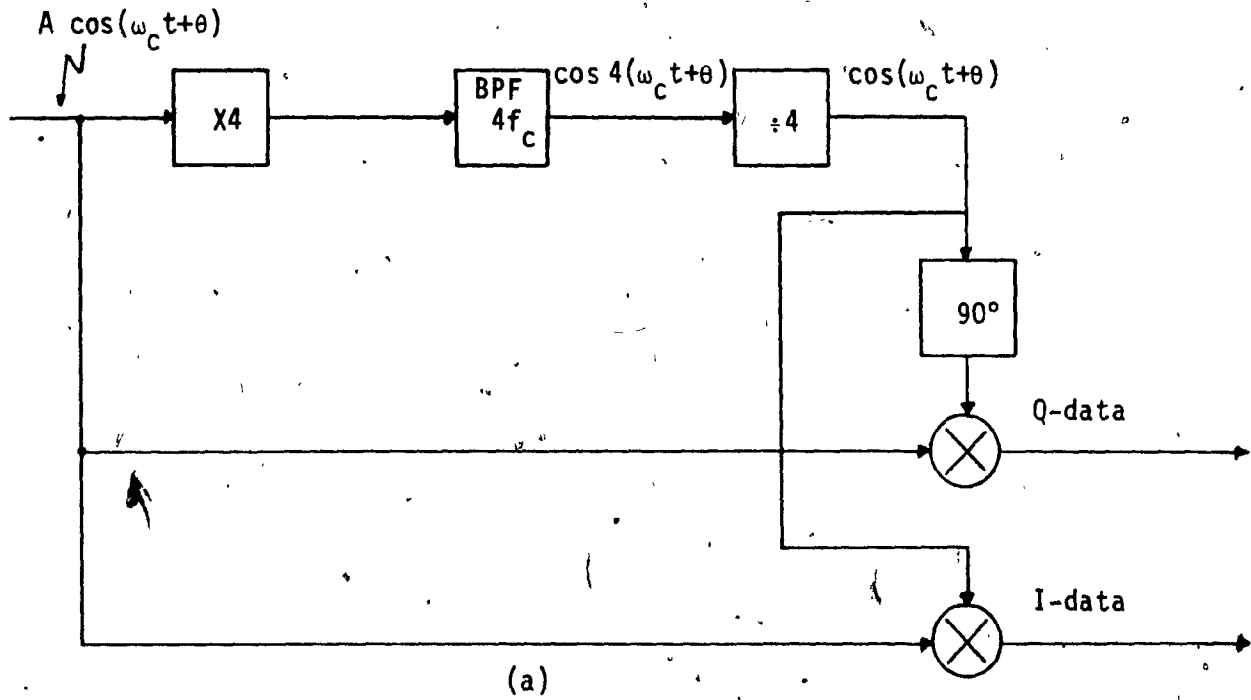 A cos(ω_c t+θ)
X4
BPF
4f_c
cos 4(ω_c t+θ)
÷4
cos(ω_c t+θ)
90°
Q-data
I-data
(a)